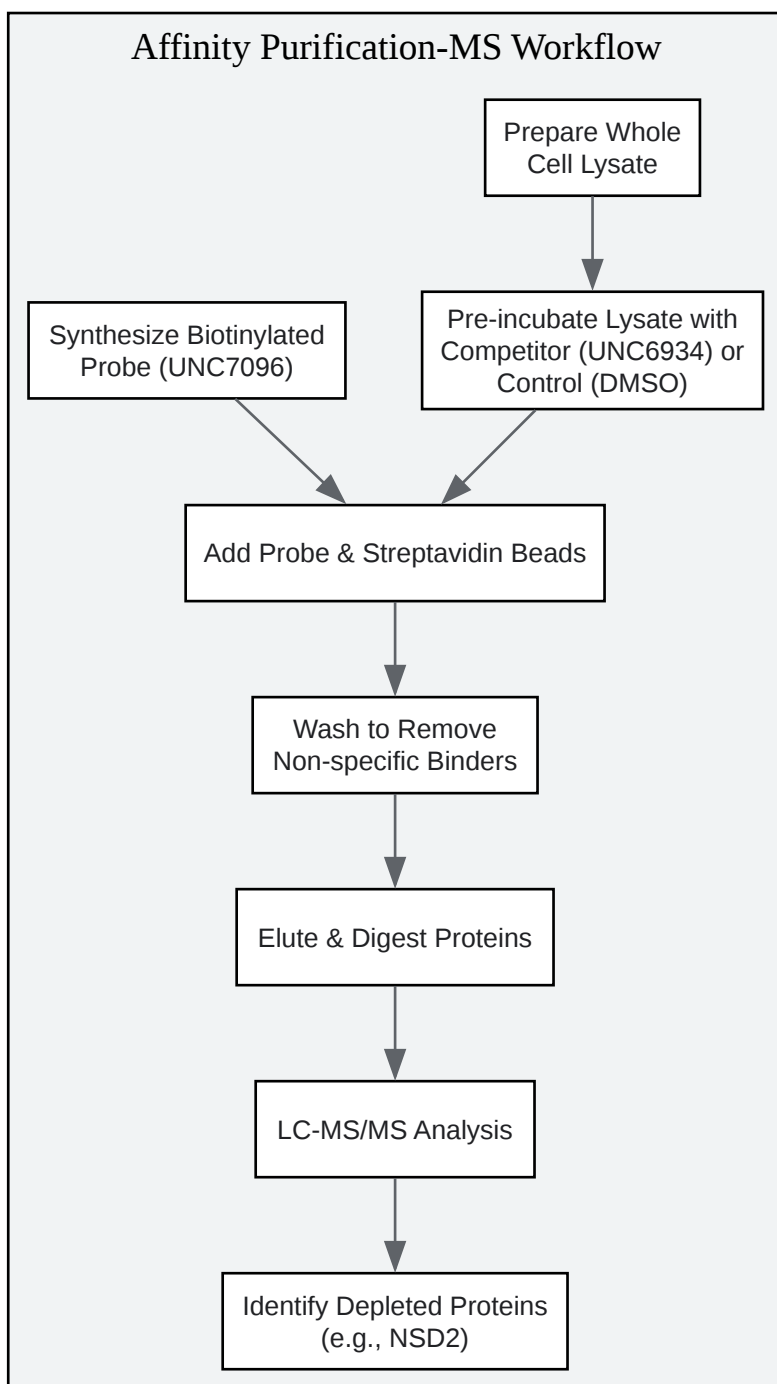 Affinity Purification-MS Workflow
Prepare Whole
Cell Lysate
Synthesize Biotinylated
Probe (UNC7096)
Pre-incubate Lysate with
Competitor (UNC6934) or
Control (DMSO)
Add Probe & Streptavidin Beads
Wash to Remove
Non-specific Binders
Elute & Digest Proteins
LC-MS/MS Analysis
Identify Depleted Proteins
(e.g., NSD2)